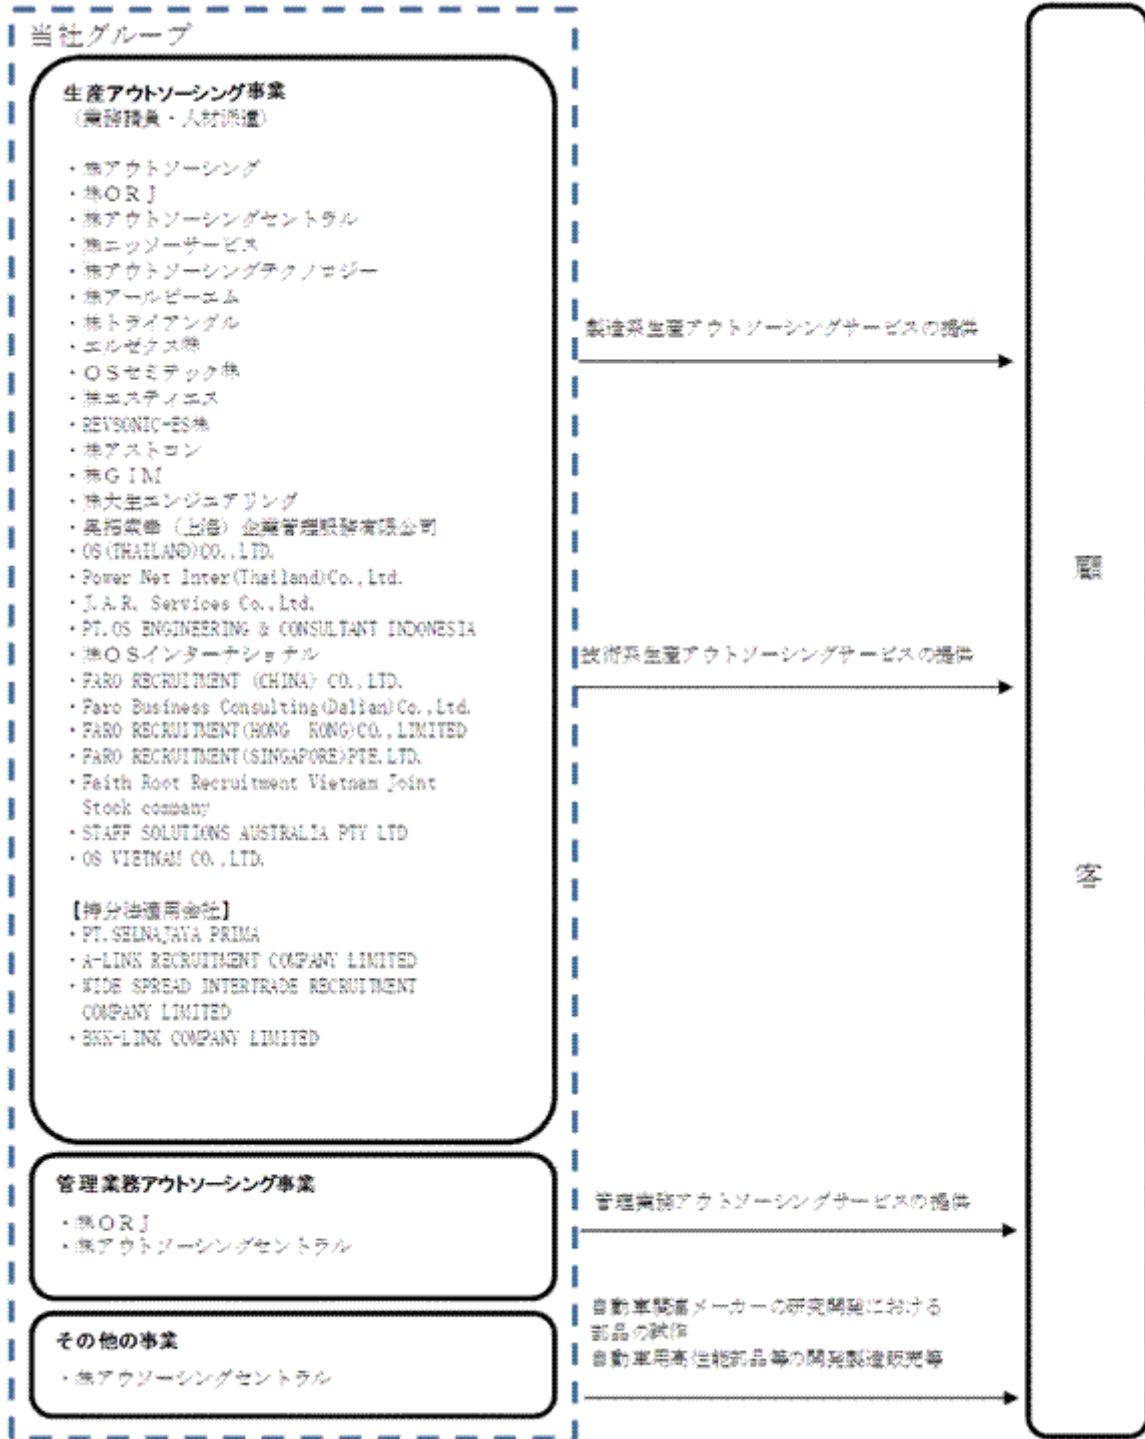 当社グループ
生産アウトソーシング事業
（業務請負・人材派遣）
・㈱アウトソーシング
・㈱ＯＲＪ
・㈱アウトソーシングセントラル
・㈱エッソーサービス
・㈱アウトソーシングテクノロジー
・㈱アールピーエム
・㈱トライアングル
・エルゼクス㈱
・ＯＳセミテック㈱
・㈱エスティエス
・REVSONIC-ES㈱
・㈱アストロン
・㈱ＧＩＭ
・㈱大生エンジニアリング
（上海）企業管理服務有限公司
・OS(THAILAND)CO.,LTD.
・Power Net Inter(Thailand)Co.,Ltd.
・J.A.R. Services Co.,Ltd.
・PT.OS ENGINEERING & CONSULTANT INDONESIA
・㈱ＯＳインターナショナル
・FARO RECRUITMENT (CHINA) CO.,LTD.
・Faro Business Consulting(Dalian)Co.,Ltd.
・FARO RECRUITMENT(HONG KONG)CO.,LIMITED
・FARO RECRUITMENT(SINGAPORE)PTE.LTD.
・Faith Root Recruitment Vietnam Joint
Stock company
・STAFF SOLUTIONS AUSTRALIA PTY LTD
・OS VIETNAM CO.,LTD.
【持分法適用会社】
・PT.SELNAJAYA PRIMA
・A-LINK RECRUITMENT COMPANY LIMITED
・WIDE SPREAD INTERTRADE RECRUITMENT
COMPANY LIMITED
・BKK-LINK COMPANY LIMITED
製造系生産アウトソーシングサービスの提供
技術系生産アウトソーシングサービスの提供
管理業務アウトソーシング事業
・㈱ＯＲＪ
・㈱アウトソーシングセントラル
管理業務アウトソーシングサービスの提供
その他の事業
・㈱アウソーシングセントラル
自動車関連メーカーの研究開発における
部品の試作
自動車用高性能部品等の開発製造販売等
顧
客